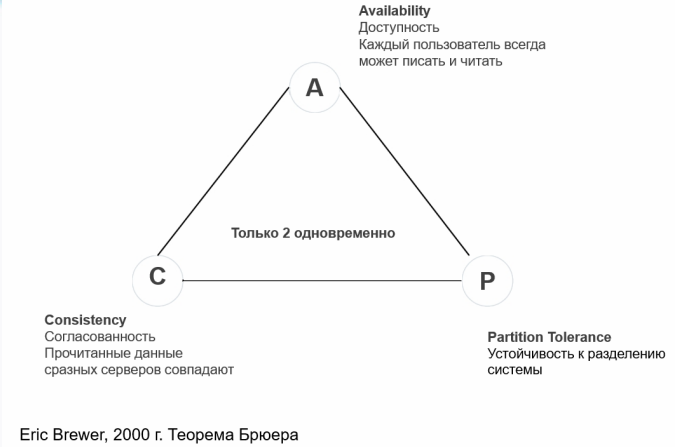 Availability
Доступность
Каждый пользователь всегда
может писать и читать
A
Только 2 одновременно
C
P
Consistency
Согласованность
Прочитанные данные
сразных серверов совпадают
Partition Tolerance
Устойчивость к разделению
системы
Eric Brewer, 2000 г. Теорема Брюера